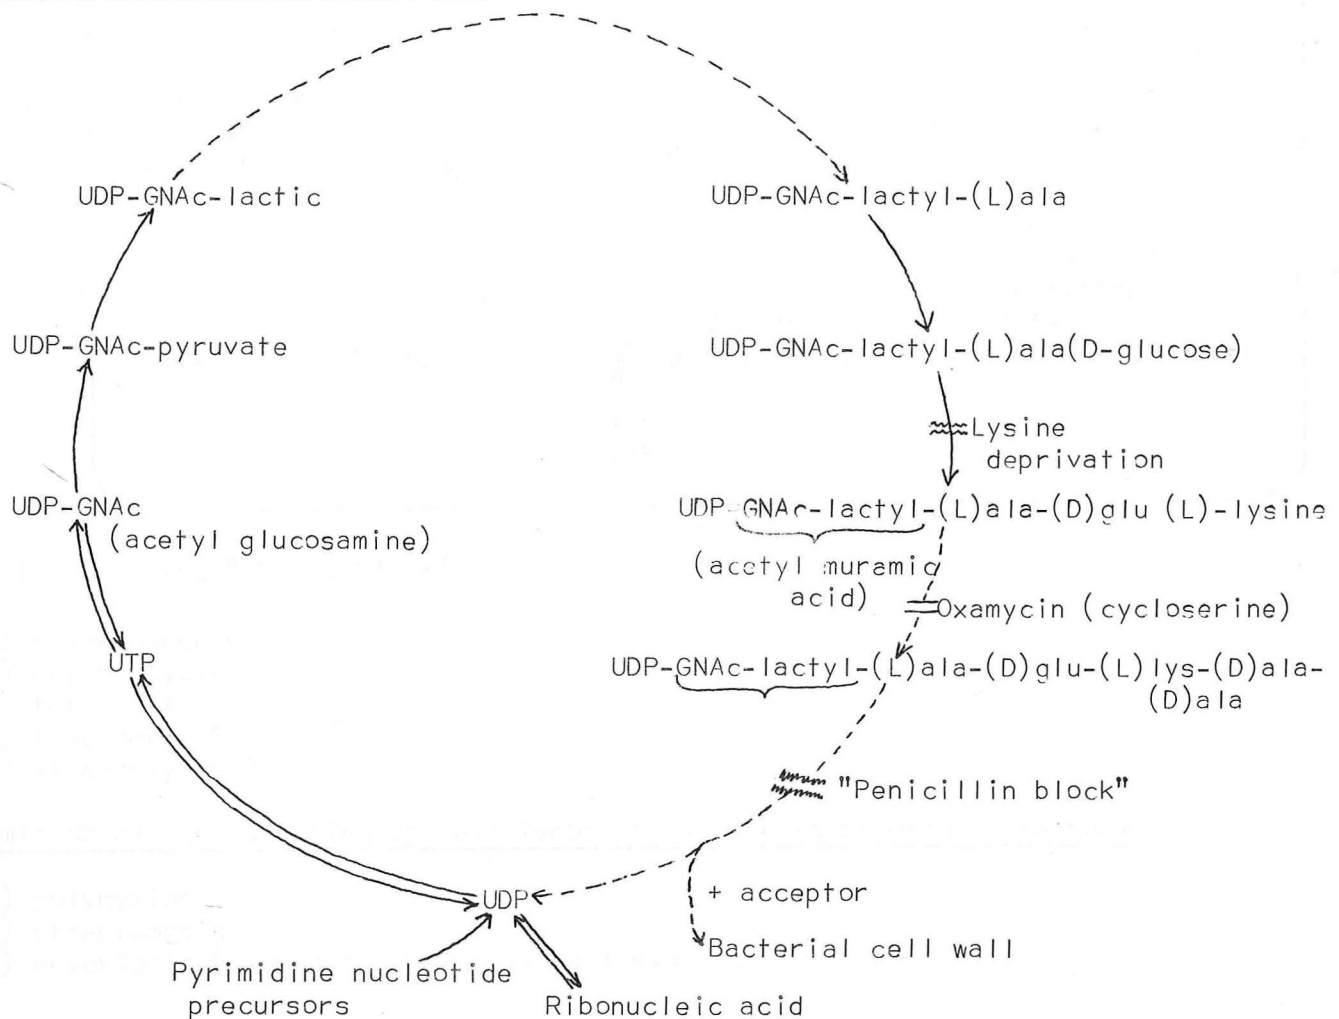 UDP-GNAc-lactic
UDP-GNAc-lactyl-(L)ala
UDP-GNAc-pyruvate
UDP-GNAc-lactyl-(L)ala(D-glucose)
Lysine
deprivation
UDP-GNAc
(acetyl glucosamine)
UDP-GNAc-lactyl-(L)ala-(D)glu (L)-lysine
(acetyl muramic
acid)
Oxamycin (cycloserine)
UTP
UDP-GNAc-lactyl-(L)ala-(D)glu-(L)lys-(D)ala-
(D)ala
"Penicillin block"
UDP
+ acceptor
Bacterial cell wall
Pyrimidine nucleotide
precursors
Ribonucleic acid